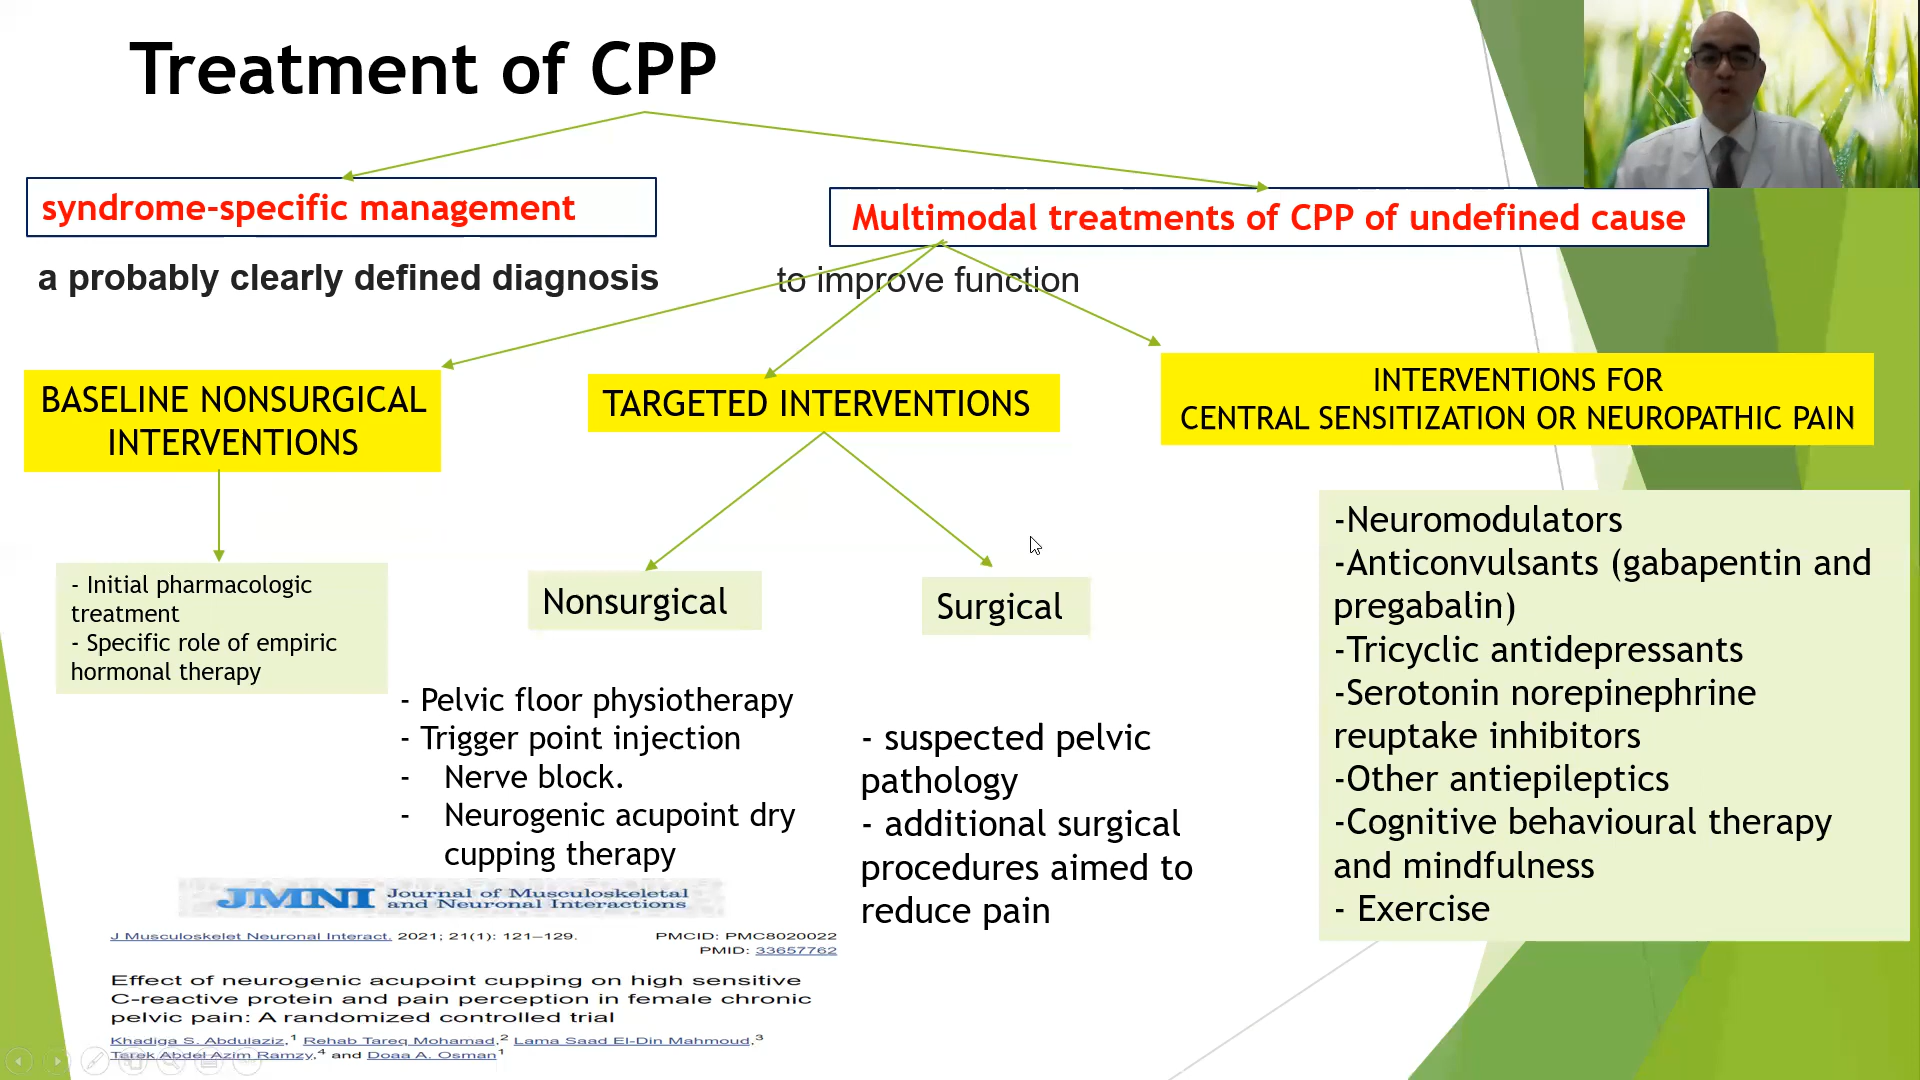 Treatment of CPP
syndrome-specific management
a probably clearly defined diagnosis
Multimodal treatments of CPP of undefined cause
to improve function
BASELINE NONSURGICAL
INTERVENTIONS
- Initial pharmacologic
treatment
- Specific role of empiric
hormonal therapy
TARGETED INTERVENTIONS
Nonsurgical
- Pelvic floor physiotherapy
- Trigger point injection
- Nerve block.
- Neurogenic acupoint dry
cupping therapy
Surgical
- suspected pelvic
pathology
- additional surgical
procedures aimed to
reduce pain
INTERVENTIONS FOR
CENTRAL SENSITIZATION OR NEUROPATHIC PAIN
-Neuromodulators
-Anticonvulsants (gabapentin and
pregabalin)
-Tricyclic antidepressants
-Serotonin norepinephrine
reuptake inhibitors
-Other antiepileptics
-Cognitive behavioural therapy
and mindfulness
- Exercise
JMNI Journal of Musculoskeletal
and Neuronal Interactions
J Musculoskelet Neuronal Interact. 2021; 21(1): 121–129.
PMCID: PMC8020022
PMID: 33657762
Effect of neurogenic acupoint cupping on high sensitive
C-reactive protein and pain perception in female chronic
pelvic pain: A randomized controlled trial
Khadiga S. Abdulaziz,1 Rehab Tareq Mohamad,2 Lama Saad El-Din Mahmoud,3
Tarek Abdel Azim Ramzy,4 and Doaa A. Osman1